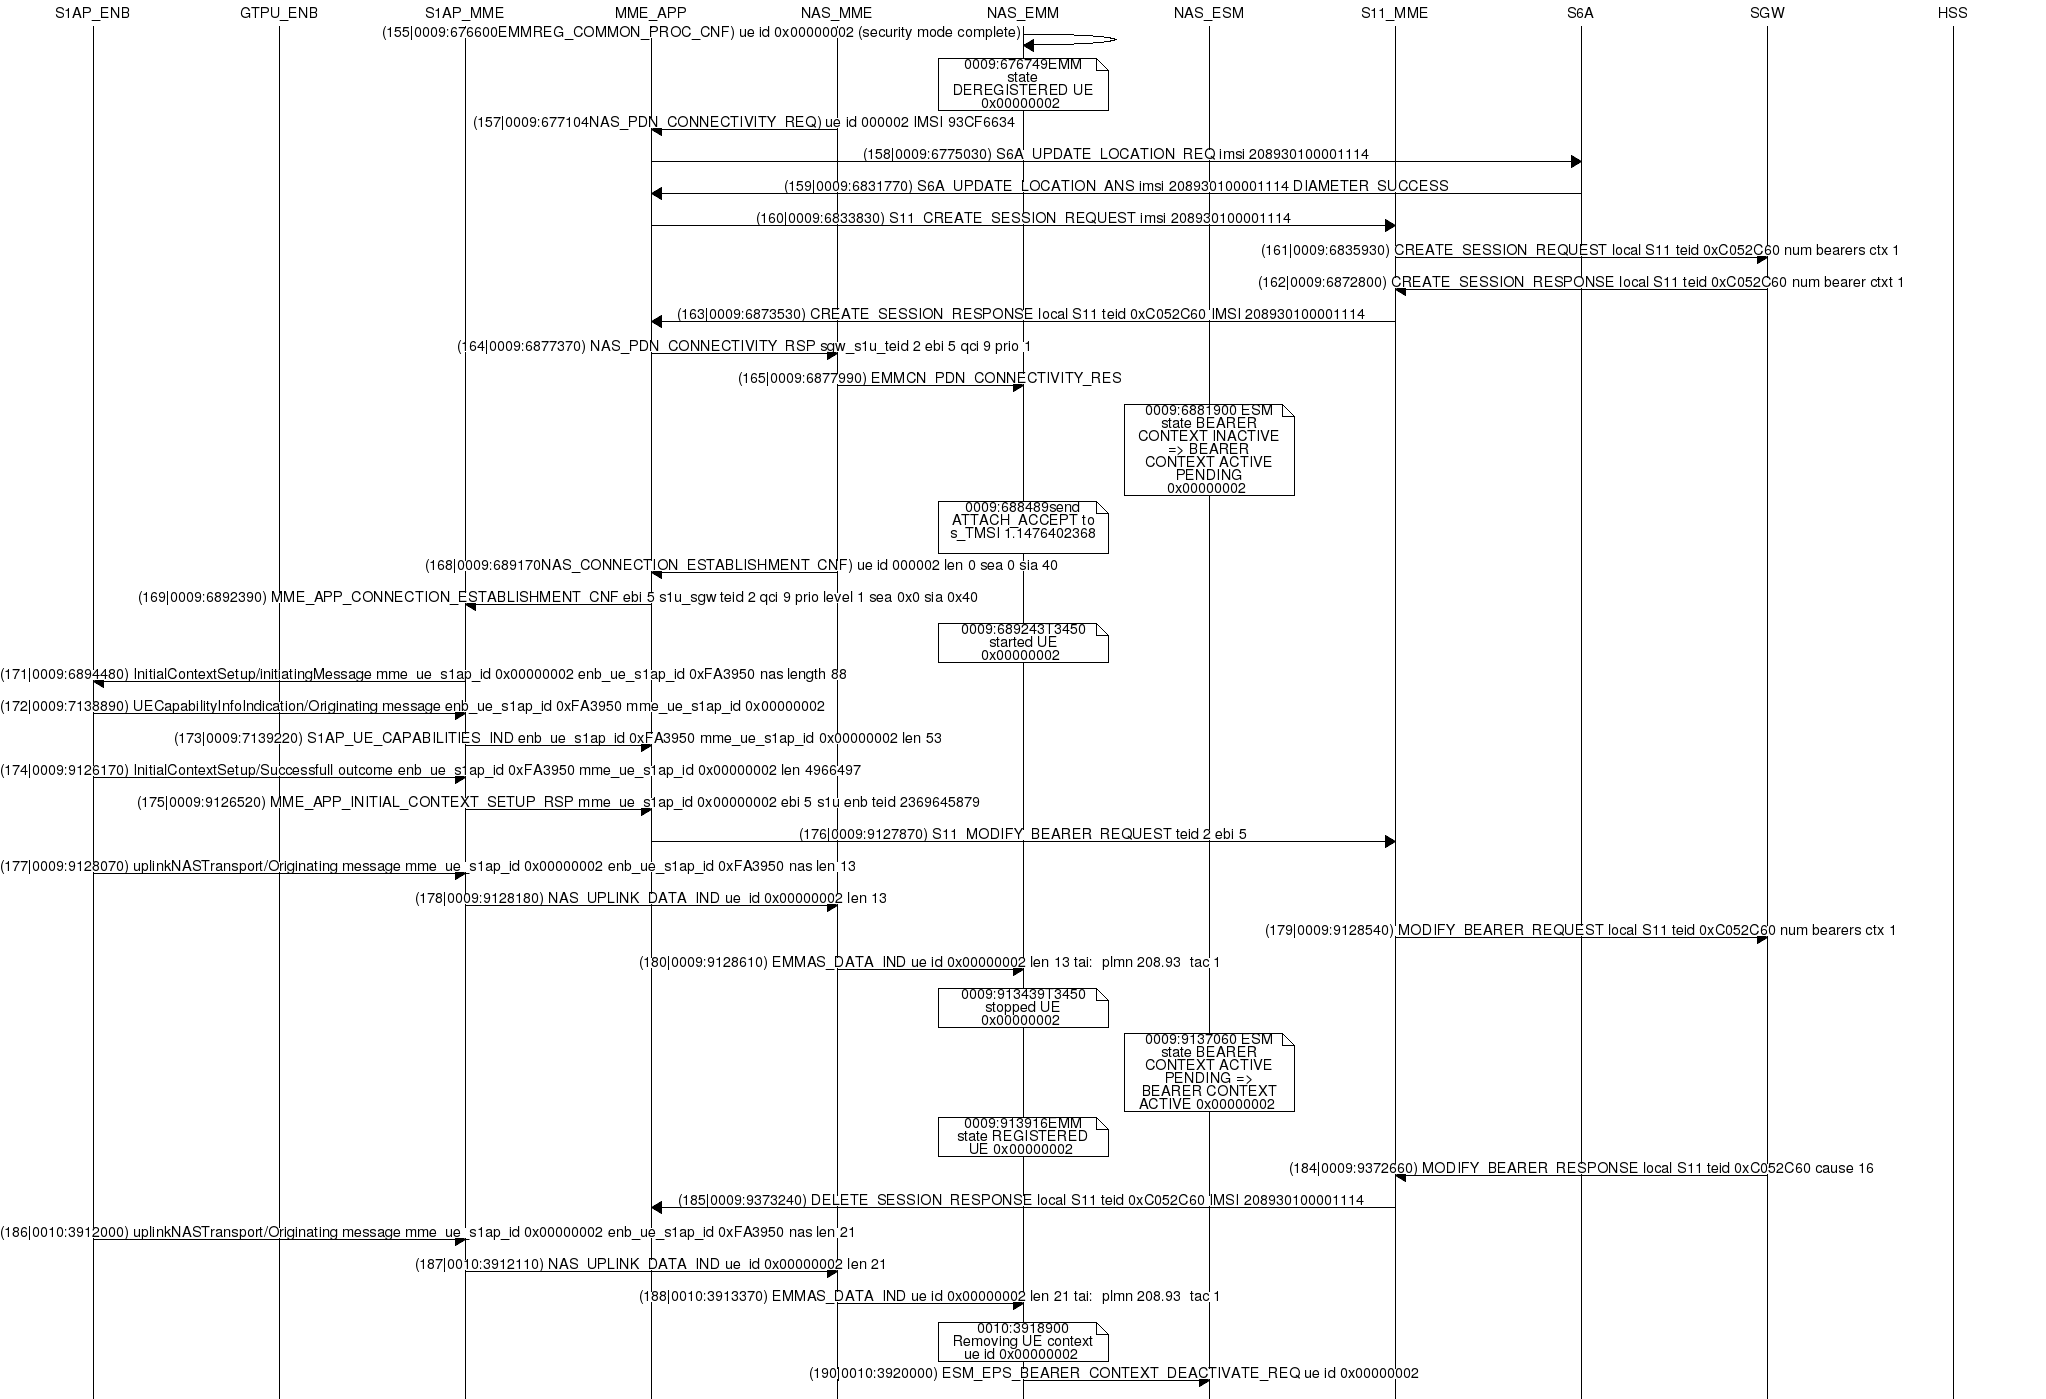 S1AP_ENB GTPU_ENB S1AP_MME MME_APP NAS_MME NAS_EMM NAS_ESM S11_MME S6A SGW HSS
(155|0009:676600EMMREG_COMMON_PROC_CNF) ue id 0x00000002 (security mode complete)
0009:676749EMM
state
DEREGISTERED UE
0x00000002
(157|0009:677104NAS_PDN_CONNECTIVITY_REQ) ue id 000002 IMSI 93CF6634
(158|0009:6775030) S6A_UPDATE_LOCATION_REQ imsi 208930100001114
(159|0009:6831770) S6A_UPDATE_LOCATION_ANS imsi 208930100001114 DIAMETER_SUCCESS
(160|0009:6833830) S11_CREATE_SESSION_REQUEST imsi 208930100001114
(161|0009:6835930) CREATE_SESSION_REQUEST local S11 teid 0xC052C60 num bearers ctx 1
(162|0009:6872800) CREATE_SESSION_RESPONSE local S11 teid 0xC052C60 num bearer ctxt 1
(163|0009:6873530) CREATE_SESSION_RESPONSE local S11 teid 0xC052C60 IMSI 208930100001114
(164|0009:6877370) NAS_PDN_CONNECTIVITY_RSP sgw_s1u_teid 2 ebi 5 qci 9 prio 1
(165|0009:6877990) EMMCN_PDN_CONNECTIVITY_RES
0009:6881900 ESM
state BEARER
CONTEXT INACTIVE
=> BEARER
CONTEXT ACTIVE
PENDING
0x00000002
0009:688489send
ATTACH_ACCEPT to
s_TMSI 1.1476402368
(168|0009:689170NAS_CONNECTION_ESTABLISHMENT_CNF) ue id 000002 len 0 sea 0 sia 40
(169|0009:6892390) MME_APP_CONNECTION_ESTABLISHMENT_CNF ebi 5 s1u_sgw teid 2 qci 9 prio level 1 sea 0x0 sia 0x40
0009:689243T3450
started UE
0x00000002
(171|0009:6894480) InitialContextSetup/initiatingMessage mme_ue_s1ap_id 0x00000002 enb_ue_s1ap_id 0xFA3950 nas length 88
(172|0009:7138890) UECapabilityInfoIndication/Originating message enb_ue_s1ap_id 0xFA3950 mme_ue_s1ap_id 0x00000002
(173|0009:7139220) S1AP_UE_CAPABILITIES_IND enb_ue_s1ap_id 0xFA3950 mme_ue_s1ap_id 0x00000002 len 53
(174|0009:9126170) InitialContextSetup/Successfull outcome enb_ue_s1ap_id 0xFA3950 mme_ue_s1ap_id 0x00000002 len 4966497
(175|0009:9126520) MME_APP_INITIAL_CONTEXT_SETUP_RSP mme_ue_s1ap_id 0x00000002 ebi 5 s1u enb teid 2369645879
(176|0009:9127870) S11_MODIFY_BEARER_REQUEST teid 2 ebi 5
(177|0009:9128070) uplinkNASTransport/Originating message mme_ue_s1ap_id 0x00000002 enb_ue_s1ap_id 0xFA3950 nas len 13
(178|0009:9128180) NAS_UPLINK_DATA_IND ue_id 0x00000002 len 13
(179|0009:9128540) MODIFY_BEARER_REQUEST local S11 teid 0xC052C60 num bearers ctx 1
(180|0009:9128610) EMMAS_DATA_IND ue id 0x00000002 len 13 tai:  plmn 208.93  tac 1
0009:913439T3450
stopped UE
0x00000002
0009:9137060 ESM
state BEARER
CONTEXT ACTIVE
PENDING =>
BEARER CONTEXT
ACTIVE 0x00000002
0009:913916EMM
state REGISTERED
UE 0x00000002
(184|0009:9372660) MODIFY_BEARER_RESPONSE local S11 teid 0xC052C60 cause 16
(185|0009:9373240) DELETE_SESSION_RESPONSE local S11 teid 0xC052C60 IMSI 208930100001114
(186|0010:3912000) uplinkNASTransport/Originating message mme_ue_s1ap_id 0x00000002 enb_ue_s1ap_id 0xFA3950 nas len 21
(187|0010:3912110) NAS_UPLINK_DATA_IND ue_id 0x00000002 len 21
(188|0010:3913370) EMMAS_DATA_IND ue id 0x00000002 len 21 tai:  plmn 208.93  tac 1
0010:3918900
Removing UE context
ue id 0x00000002
(190|0010:3920000) ESM_EPS_BEARER_CONTEXT_DEACTIVATE_REQ ue id 0x00000002